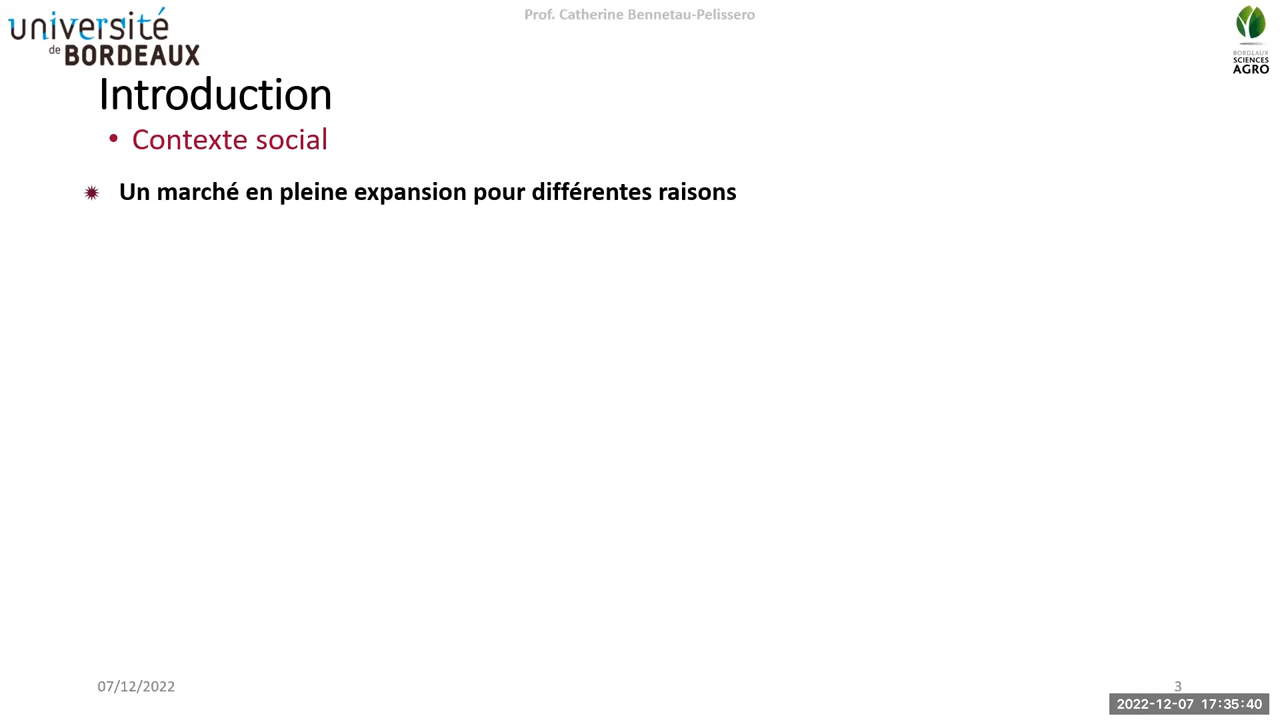 Prof. Catherine Bennetau-Pelissero
université
de BORDEAUX
BORDEAUX
SCIENCES
AGRO
Introduction
• Contexte social
Un marché en pleine expansion pour différentes raisons
07/12/2022
3
2022-12-07 17:35:40